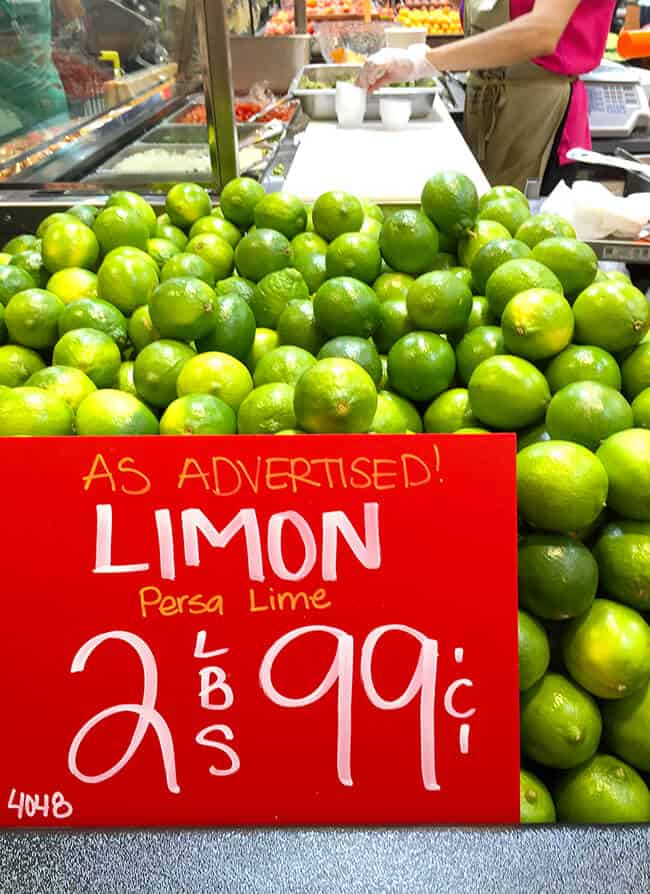 AS ADVERTISED!
LIMON
Persa Lime
2 LBS 99¢
4048